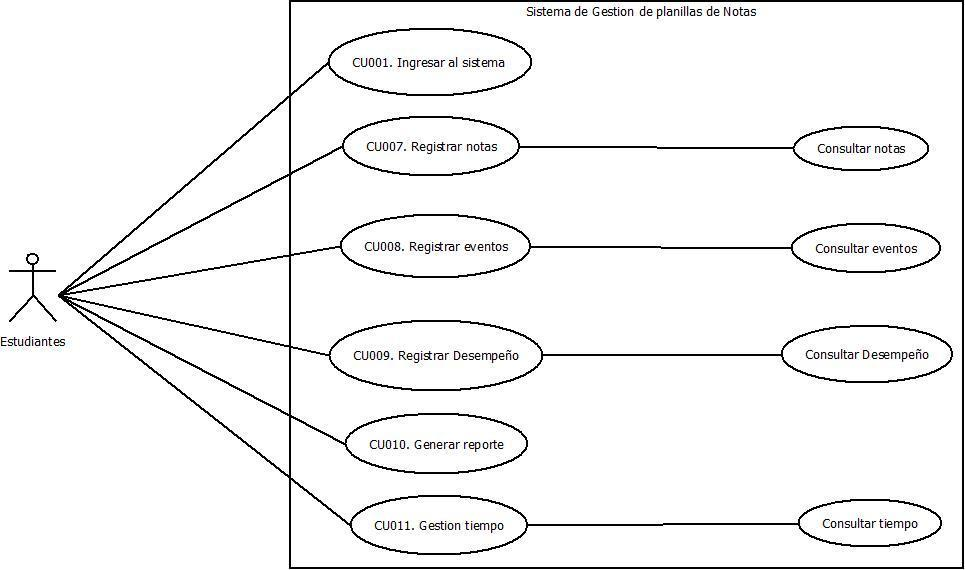 Sistema de Gestion de planillas de Notas
CU001. Ingresar al sistema
CU007. Registrar notas
Consultar notas
CU008. Registrar eventos
Consultar eventos
Estudiantes
CU009. Registrar Desempeño
Consultar Desempeño
CU010. Generar reporte
CU011. Gestion tiempo
Consultar tiempo